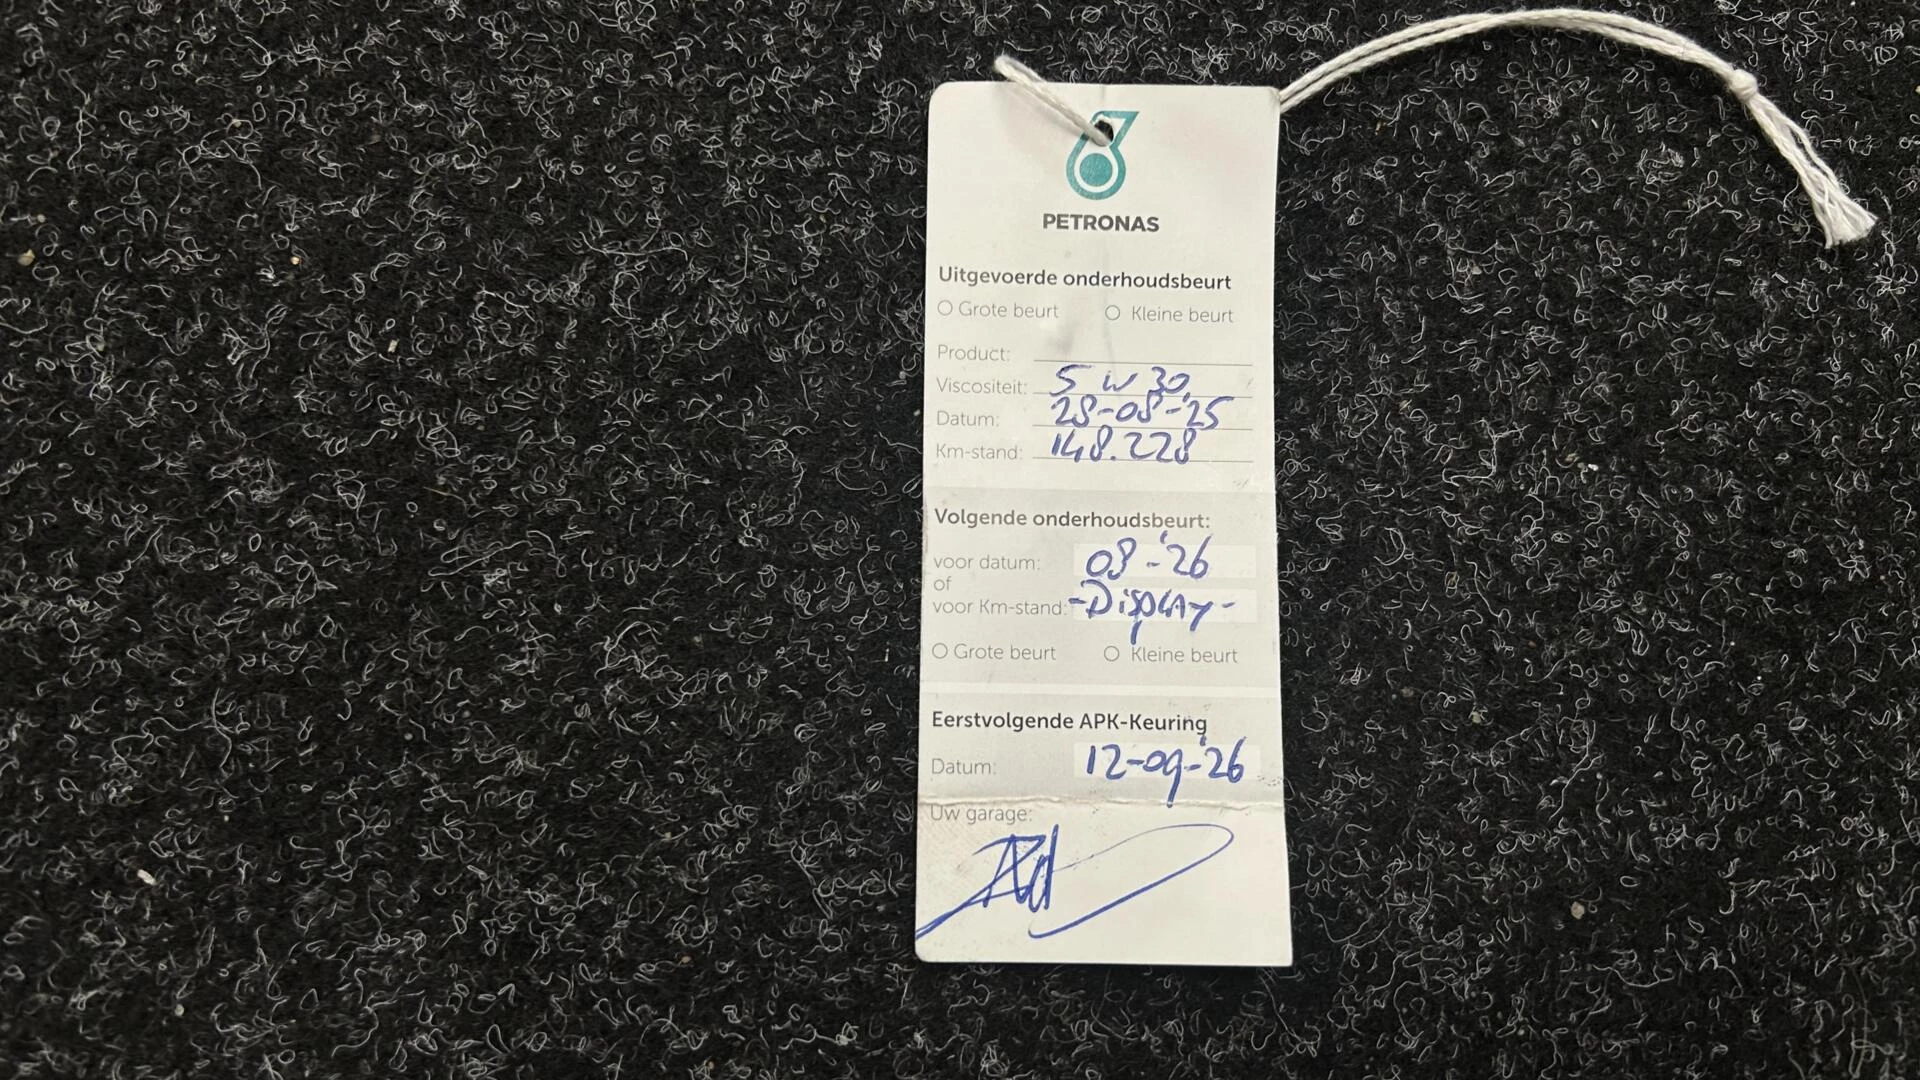 PETRONAS
Uitgevoerde onderhoudsbeurt
Grote beurt Kleine beurt
Product:
Viscositeit: 5 W 30
Datum: 28-08-'25
Km-stand: 148.228
Volgende onderhoudsbeurt:
voor datum: 08-'26
of
voor Km-stand: -Display-
Grote beurt Kleine beurt
Eerstvolgende APK-Keuring
Datum: 12-09-'26
Uw garage: